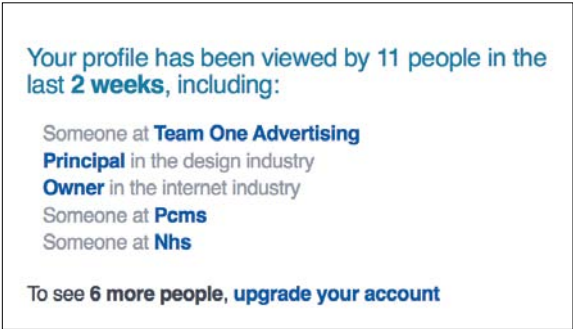 Your profile has been viewed by 11 people in the
last 2 weeks, including:
Someone at Team One Advertising
Principal in the design industry
Owner in the internet industry
Someone at Pcms
Someone at Nhs
To see 6 more people, upgrade your account